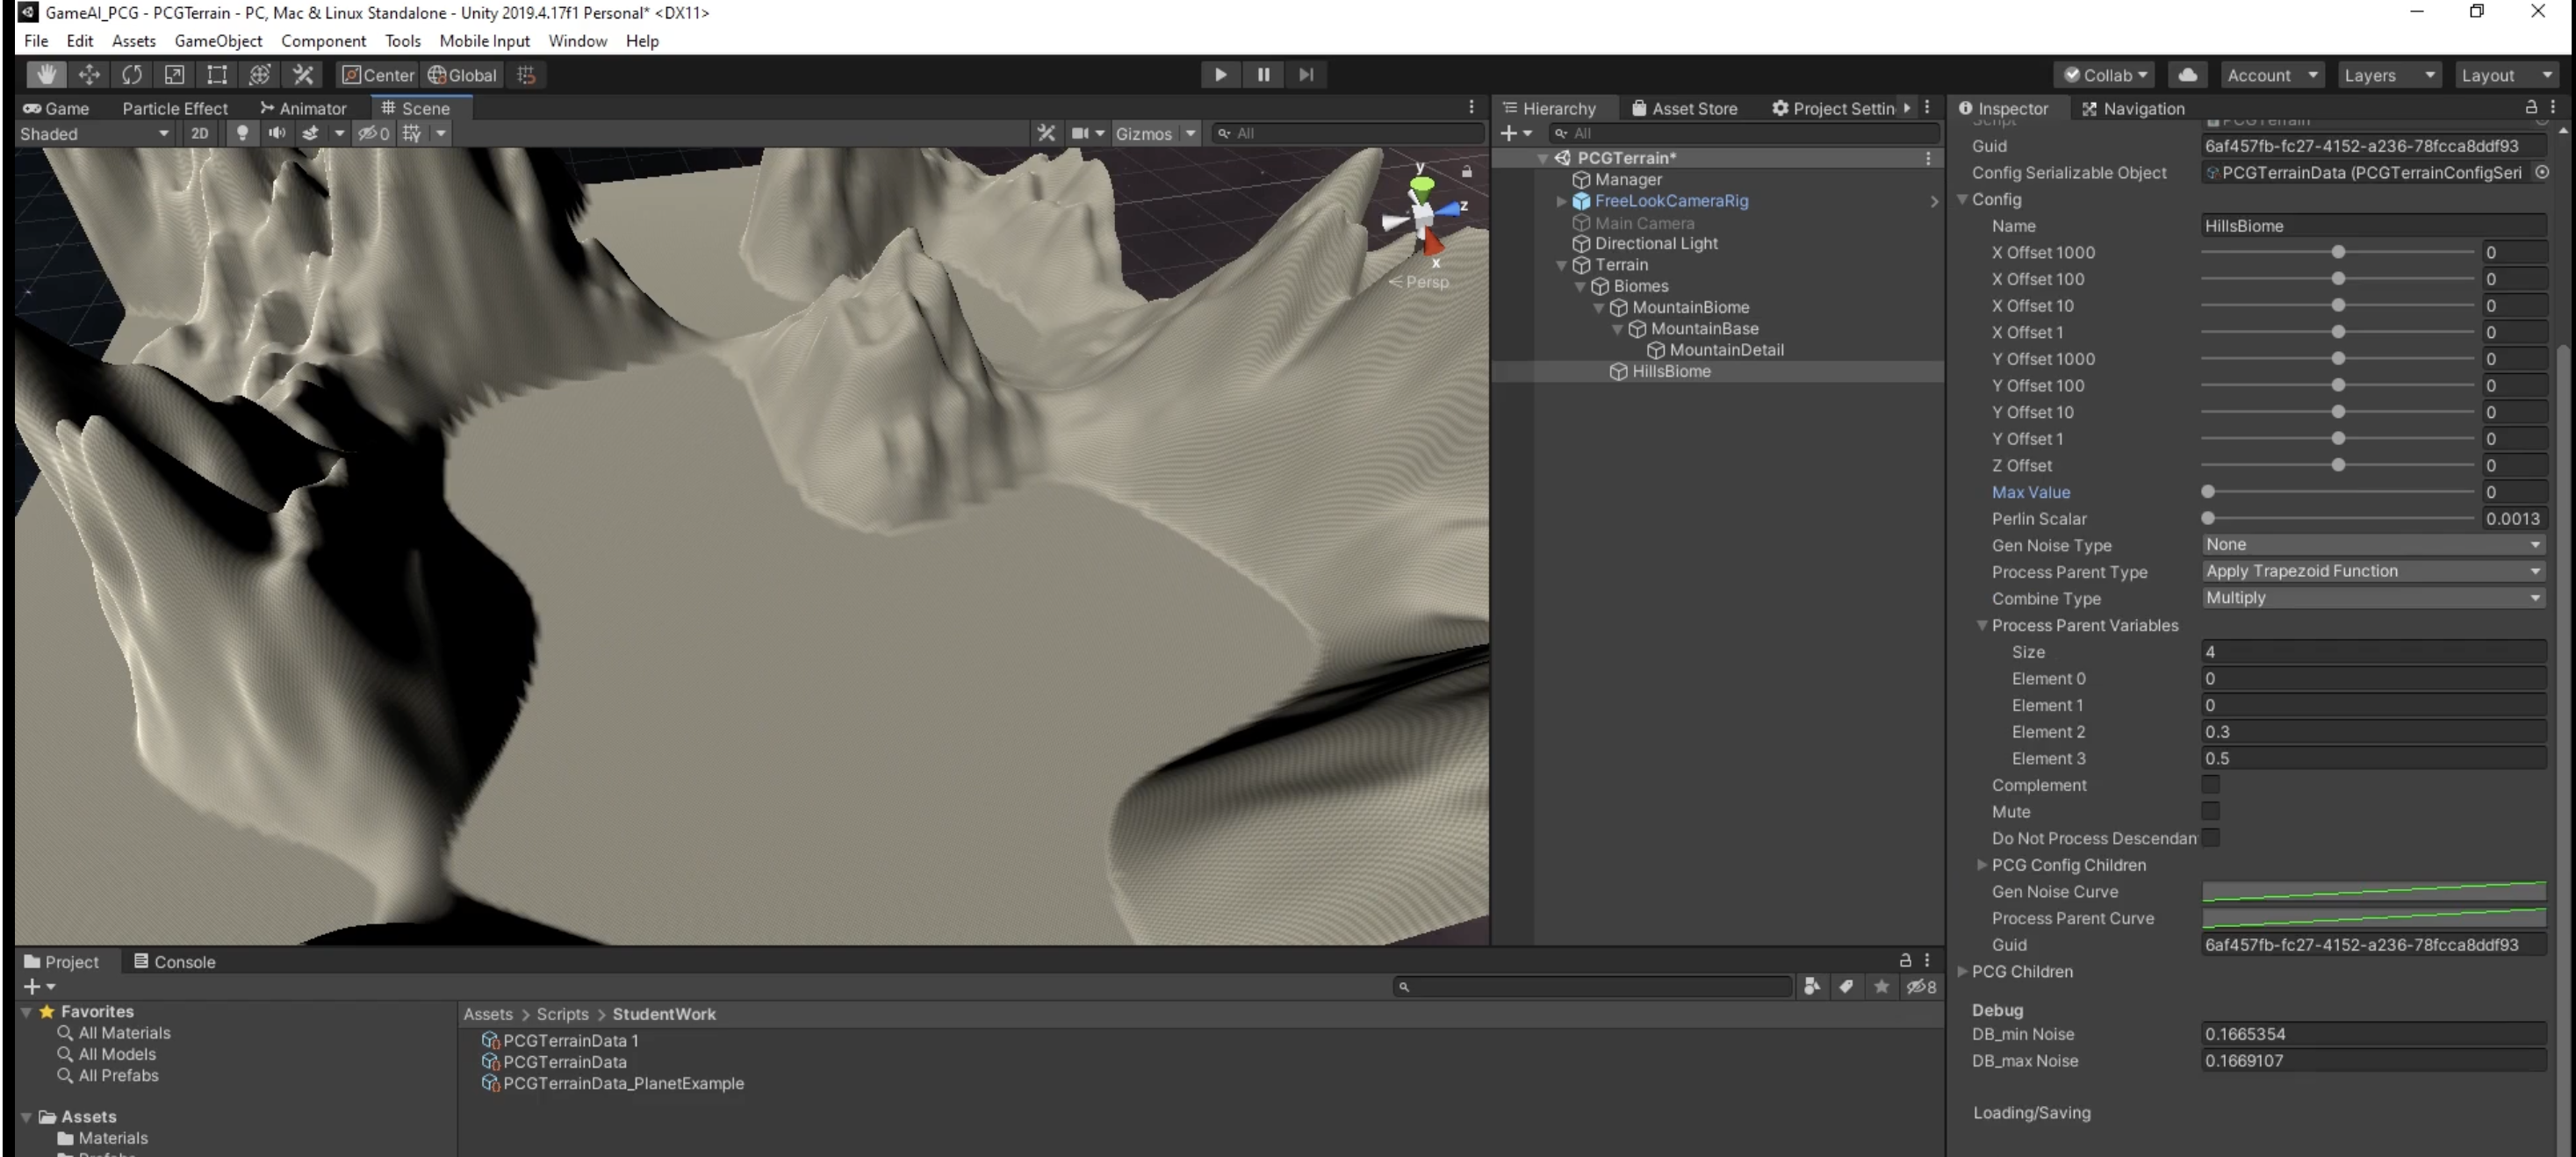 GameAI_PCG - PCGTerrain - PC, Mac & Linux Standalone - Unity 2019.4.17f1 Personal* <DX11>
File Edit Assets GameObject Component Tools Mobile Input Window Help
Center Global Collab Account Layers Layout
Game Particle Effect Animator Scene
Shaded 2D 0 Gizmos All
y
z
x
Persp
Hierarchy Asset Store Project Settin
All
PCGTerrain*
Manager
FreeLookCameraRig
Main Camera
Directional Light
Terrain
Biomes
MountainBiome
MountainBase
MountainDetail
HillsBiome
Inspector Navigation
Script PCGTerrain
Guid 6af457fb-fc27-4152-a236-78fcca8ddf93
Config Serializable Object PCGTerrainData (PCGTerrainConfigSeri
Config
Name HillsBiome
X Offset 1000 0
X Offset 100 0
X Offset 10 0
X Offset 1 0
Y Offset 1000 0
Y Offset 100 0
Y Offset 10 0
Y Offset 1 0
Z Offset 0
Max Value 0
Perlin Scalar 0.0013
Gen Noise Type None
Process Parent Type Apply Trapezoid Function
Combine Type Multiply
Process Parent Variables
Size 4
Element 0 0
Element 1 0
Element 2 0.3
Element 3 0.5
Complement
Mute
Do Not Process Descendan
PCG Config Children
Gen Noise Curve
Process Parent Curve
Guid 6af457fb-fc27-4152-a236-78fcca8ddf93
PCG Children
Debug
DB_min Noise 0.1665354
DB_max Noise 0.1669107
Loading/Saving
Project Console
8
Favorites
All Materials
All Models
All Prefabs
Assets
Materials
Assets > Scripts > StudentWork
PCGTerrainData 1
PCGTerrainData
PCGTerrainData_PlanetExample